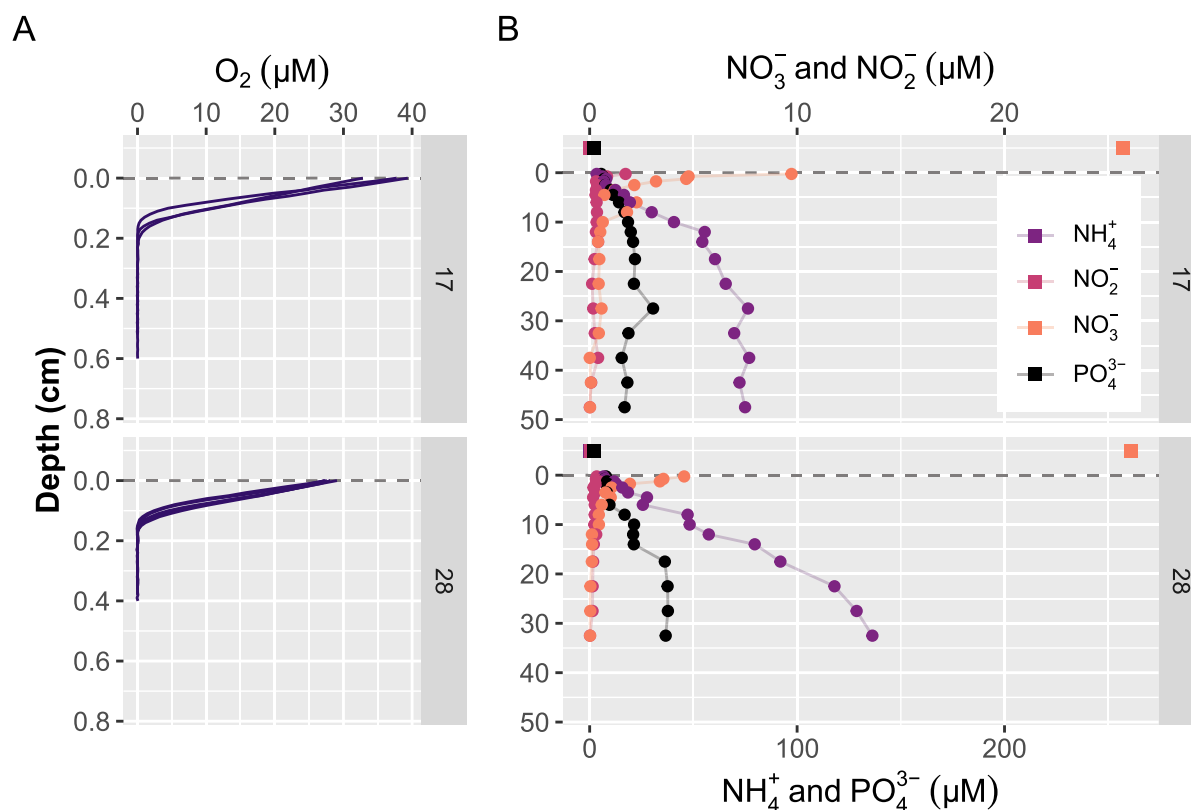 A
B
O₂ (µM)
NO₃⁻ and NO₂⁻ (µM)
0 10 20 30 40
0 10 20
Depth (cm)
0.0
0.2
0.4
0.6
0.8
17
0
10
20
30
40
50
17
NH₄⁺
NO₂⁻
NO₃⁻
PO₄³⁻
0.0
0.2
0.4
0.6
0.8
28
0
10
20
30
40
50
28
0 100 200
NH₄⁺ and PO₄³⁻ (µM)